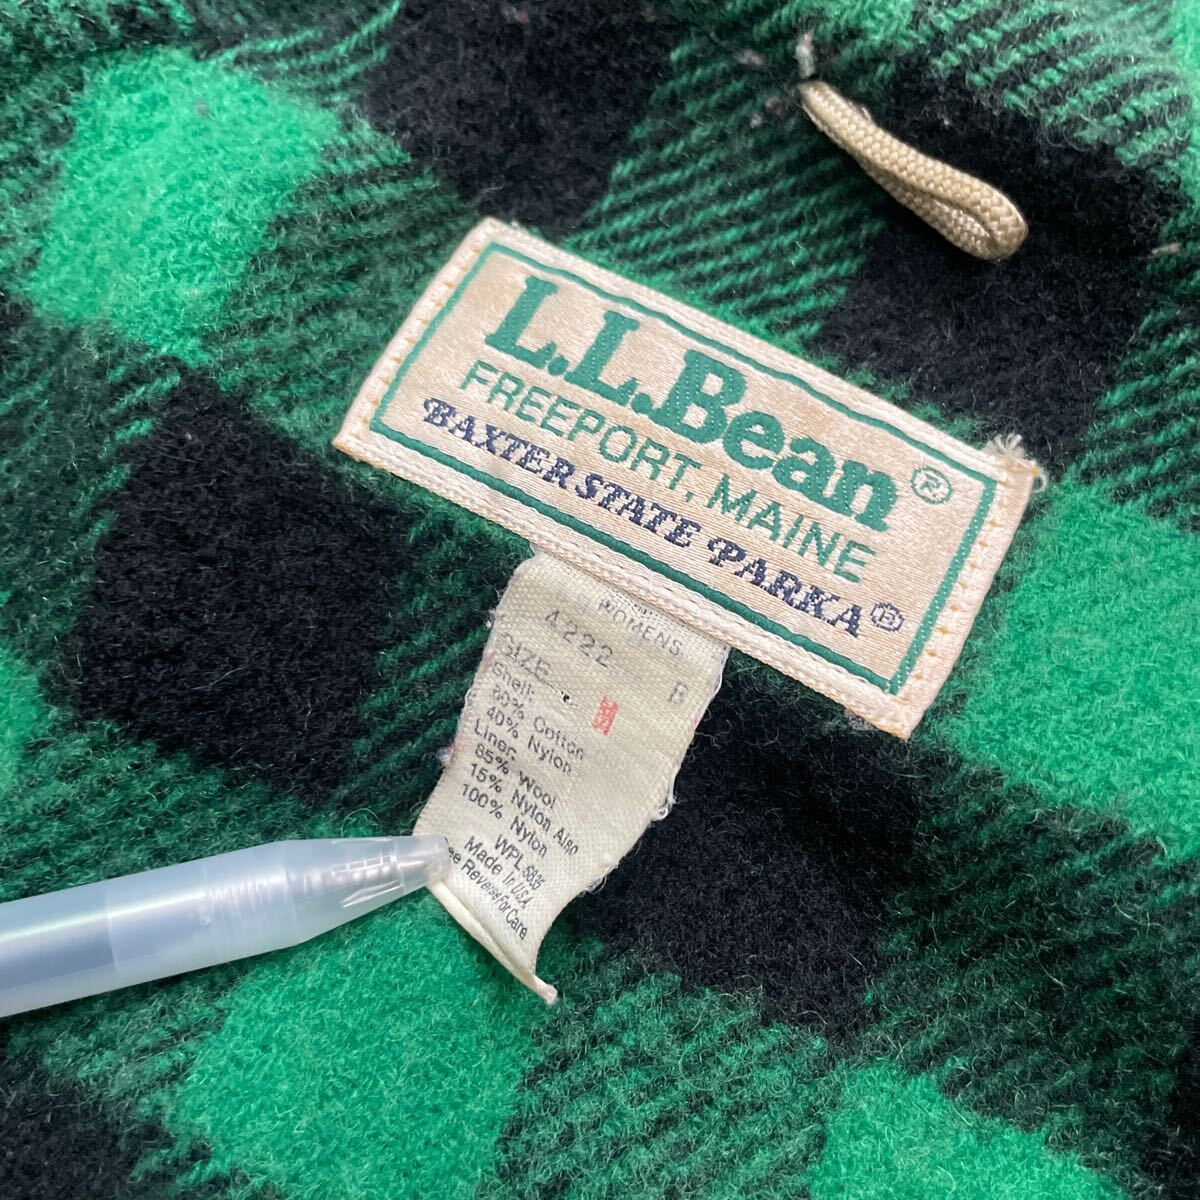 L.L.Bean®
FREEPORT, MAINE
BAXTER STATE PARKA®
WOMENS
4222 B
SIZE M
Shell:
60% Cotton
40% Nylon
Liner:
85% Wool
15% Nylon Also
100% Nylon
WPL 5835
Made In U.S.A.
See Reverse For Care